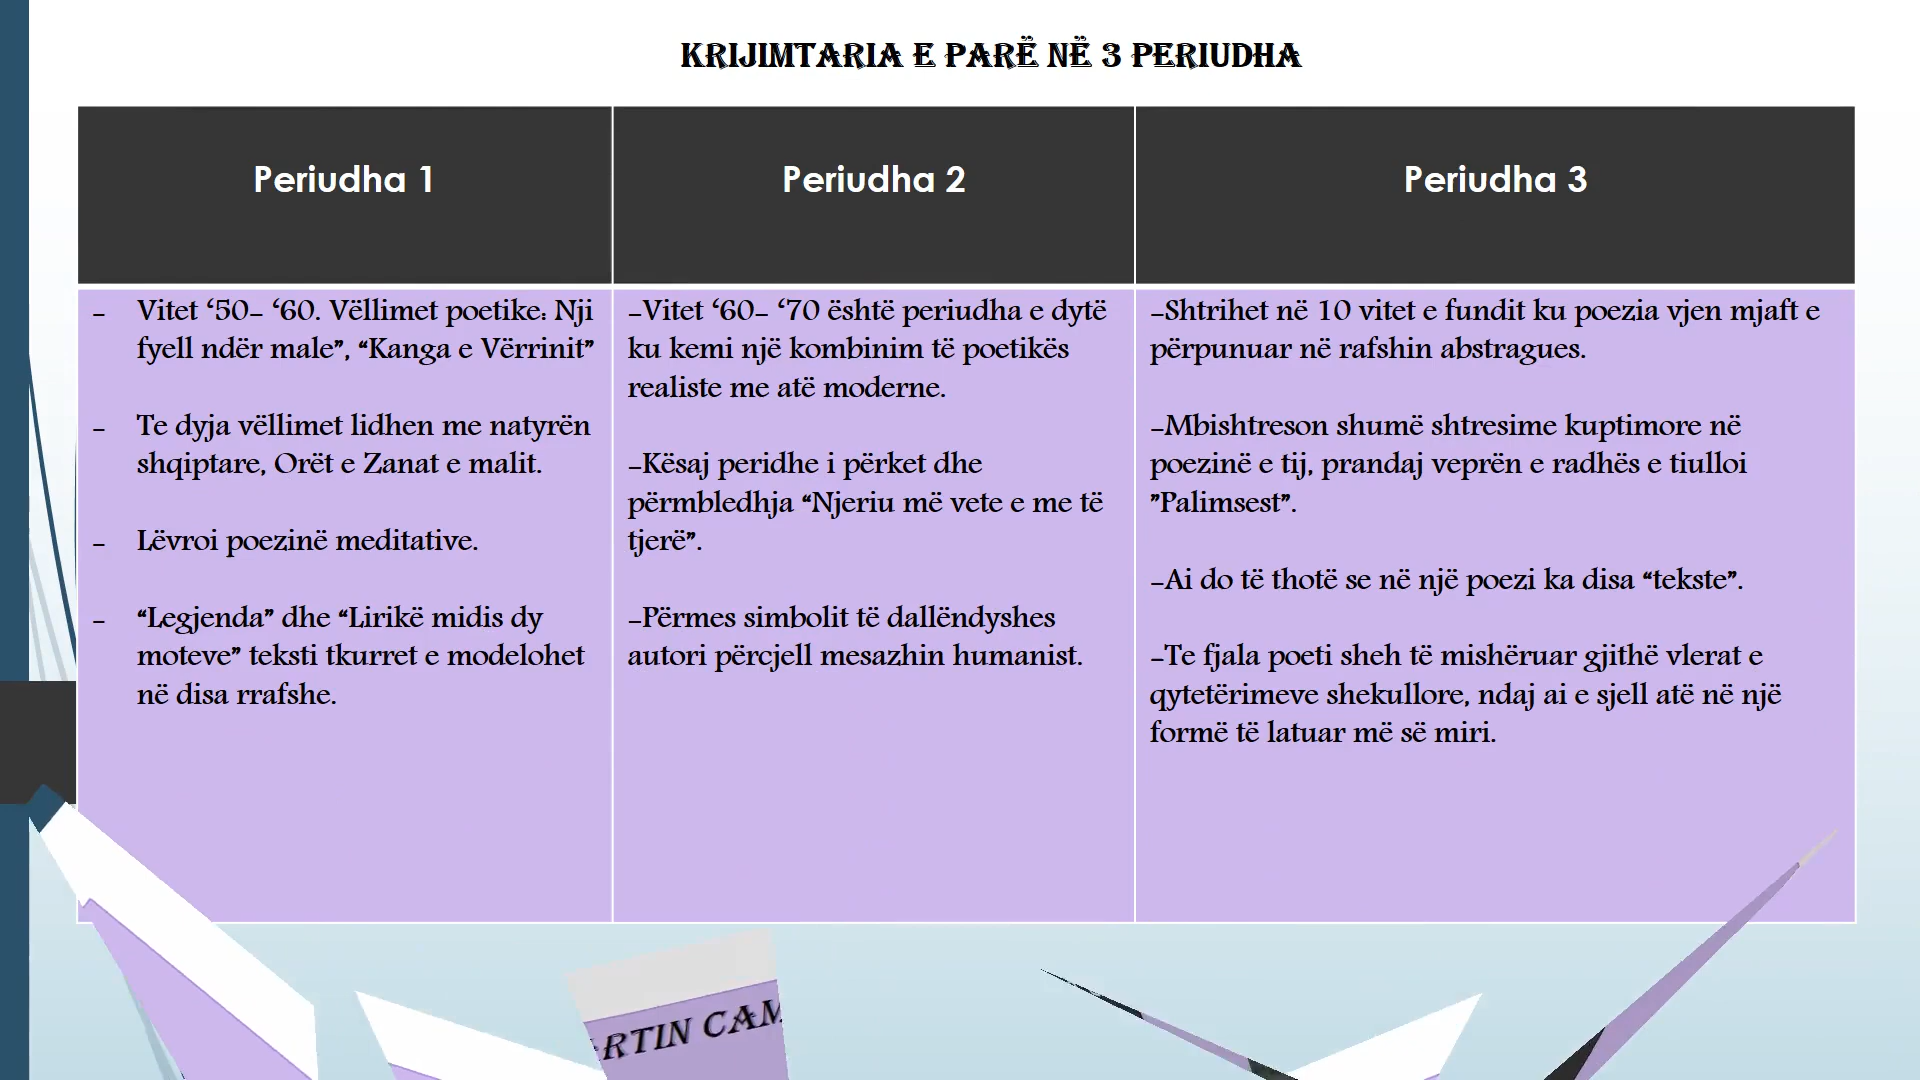 KRIJIMTARIA E PARË NË 3 PERIUDHA
Periudha 1
Periudha 2
Periudha 3
- Vitet ‘50- ‘60. Vëllimet poetike: Nji
fyell ndër male”, “Kanga e Vërrinit”
- Te dyja vëllimet lidhen me natyrën
shqiptare, Orët e Zanat e malit.
- Lëvroi poezinë meditative.
- “Legjenda” dhe “Lirikë midis dy
moteve” teksti tkurret e modelohet
në disa rrafshe.
-Vitet ‘60- ‘70 është periudha e dytë
ku kemi një kombinim të poetikës
realiste me atë moderne.
-Kësaj peridhe i përket dhe
përmbledhja “Njeriu më vete e me të
tjerë”.
-Përmes simbolit të dallëndyshes
autori përcjell mesazhin humanist.
-Shtrihet në 10 vitet e fundit ku poezia vjen mjaft e
përpunuar në rafshin abstragues.
-Mbishtreson shumë shtresime kuptimore në
poezinë e tij, prandaj veprën e radhës e tiulloi
”Palimsest”.
-Ai do të thotë se në një poezi ka disa “tekste”.
-Te fjala poeti sheh të mishëruar gjithë vlerat e
qytetërimeve shekullore, ndaj ai e sjell atë në një
formë të latuar më së miri.
RTIN CAM